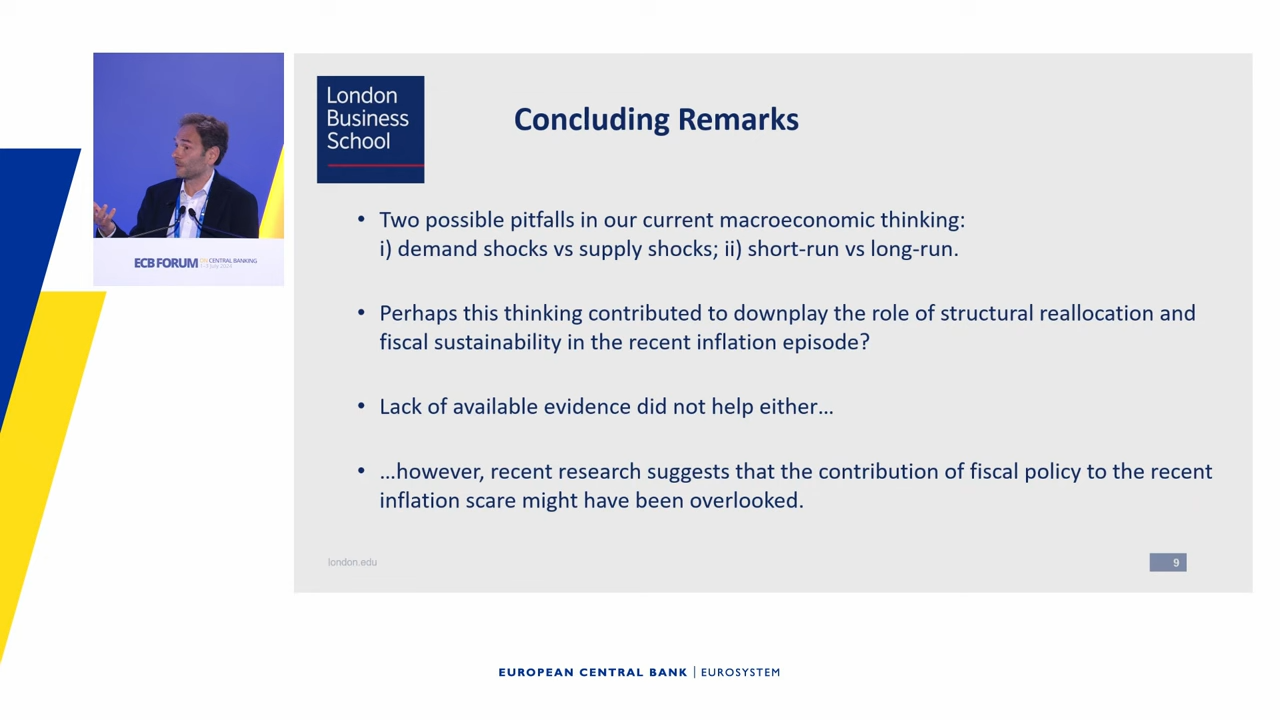 London
Business
School
Concluding Remarks
• Two possible pitfalls in our current macroeconomic thinking:
i) demand shocks vs supply shocks; ii) short-run vs long-run.
• Perhaps this thinking contributed to downplay the role of structural reallocation and
fiscal sustainability in the recent inflation episode?
• Lack of available evidence did not help either...
• ...however, recent research suggests that the contribution of fiscal policy to the recent
inflation scare might have been overlooked.
london.edu
9
ECB FORUM
CENTRAL BANKING
July 2024
EUROPEAN CENTRAL BANK | EUROSYSTEM